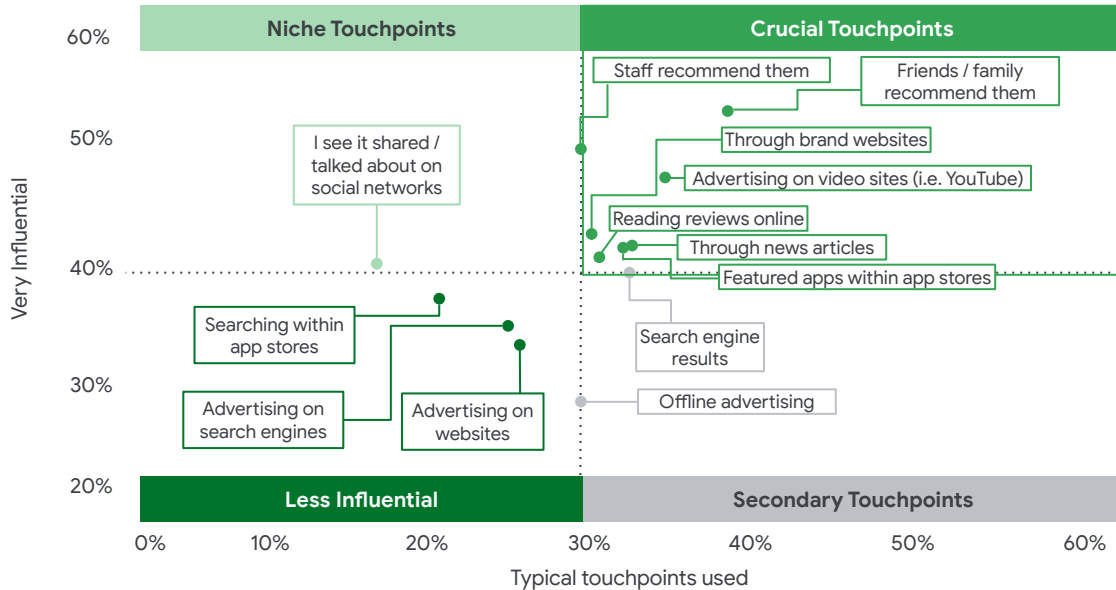 60%
Niche Touchpoints
Crucial Touchpoints
Staff recommend them
Friends / family
recommend them
50%
I see it shared /
talked about on
social networks
Through brand websites
Advertising on video sites (i.e. YouTube)
Reading reviews online
Through news articles
40%
Featured apps within app stores
Very Influential
Searching within
app stores
Search engine
results
30%
Advertising on
search engines
Advertising on
websites
Offline advertising
20%
Less Influential
Secondary Touchpoints
0%
10%
20%
30%
40%
50%
60%
Typical touchpoints used